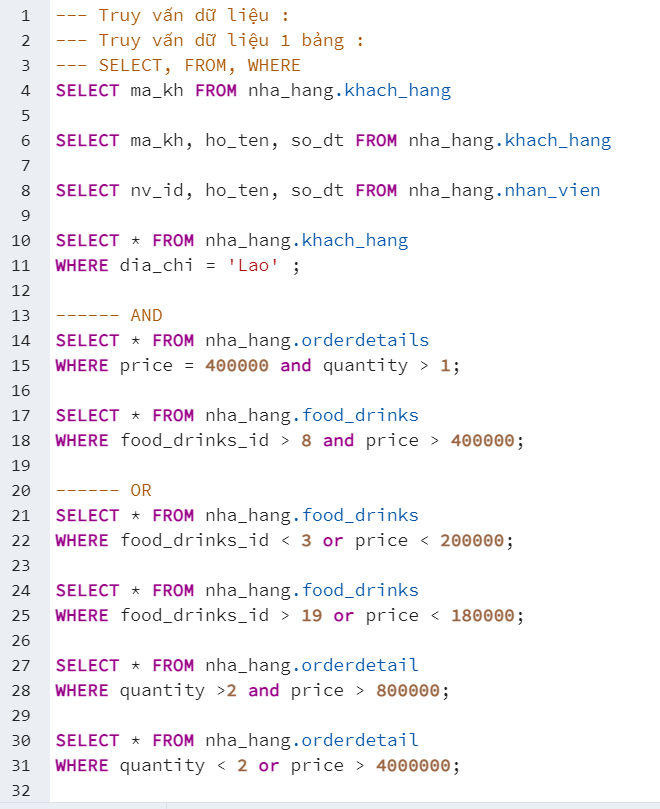 1 --- Truy vấn dữ liệu :
2 --- Truy vấn dữ liệu 1 bảng :
3 --- SELECT, FROM, WHERE
4 SELECT ma_kh FROM nha_hang.khach_hang
5
6 SELECT ma_kh, ho_ten, so_dt FROM nha_hang.khach_hang
7
8 SELECT nv_id, ho_ten, so_dt FROM nha_hang.nhan_vien
9
10 SELECT * FROM nha_hang.khach_hang
11 WHERE dia_chi = 'Lao' ;
12
13 ------ AND
14 SELECT * FROM nha_hang.orderdetails
15 WHERE price = 400000 and quantity > 1;
16
17 SELECT * FROM nha_hang.food_drinks
18 WHERE food_drinks_id > 8 and price > 400000;
19
20 ------ OR
21 SELECT * FROM nha_hang.food_drinks
22 WHERE food_drinks_id < 3 or price < 200000;
23
24 SELECT * FROM nha_hang.food_drinks
25 WHERE food_drinks_id > 19 or price < 180000;
26
27 SELECT * FROM nha_hang.orderdetail
28 WHERE quantity >2 and price > 800000;
29
30 SELECT * FROM nha_hang.orderdetail
31 WHERE quantity < 2 or price > 4000000;
32